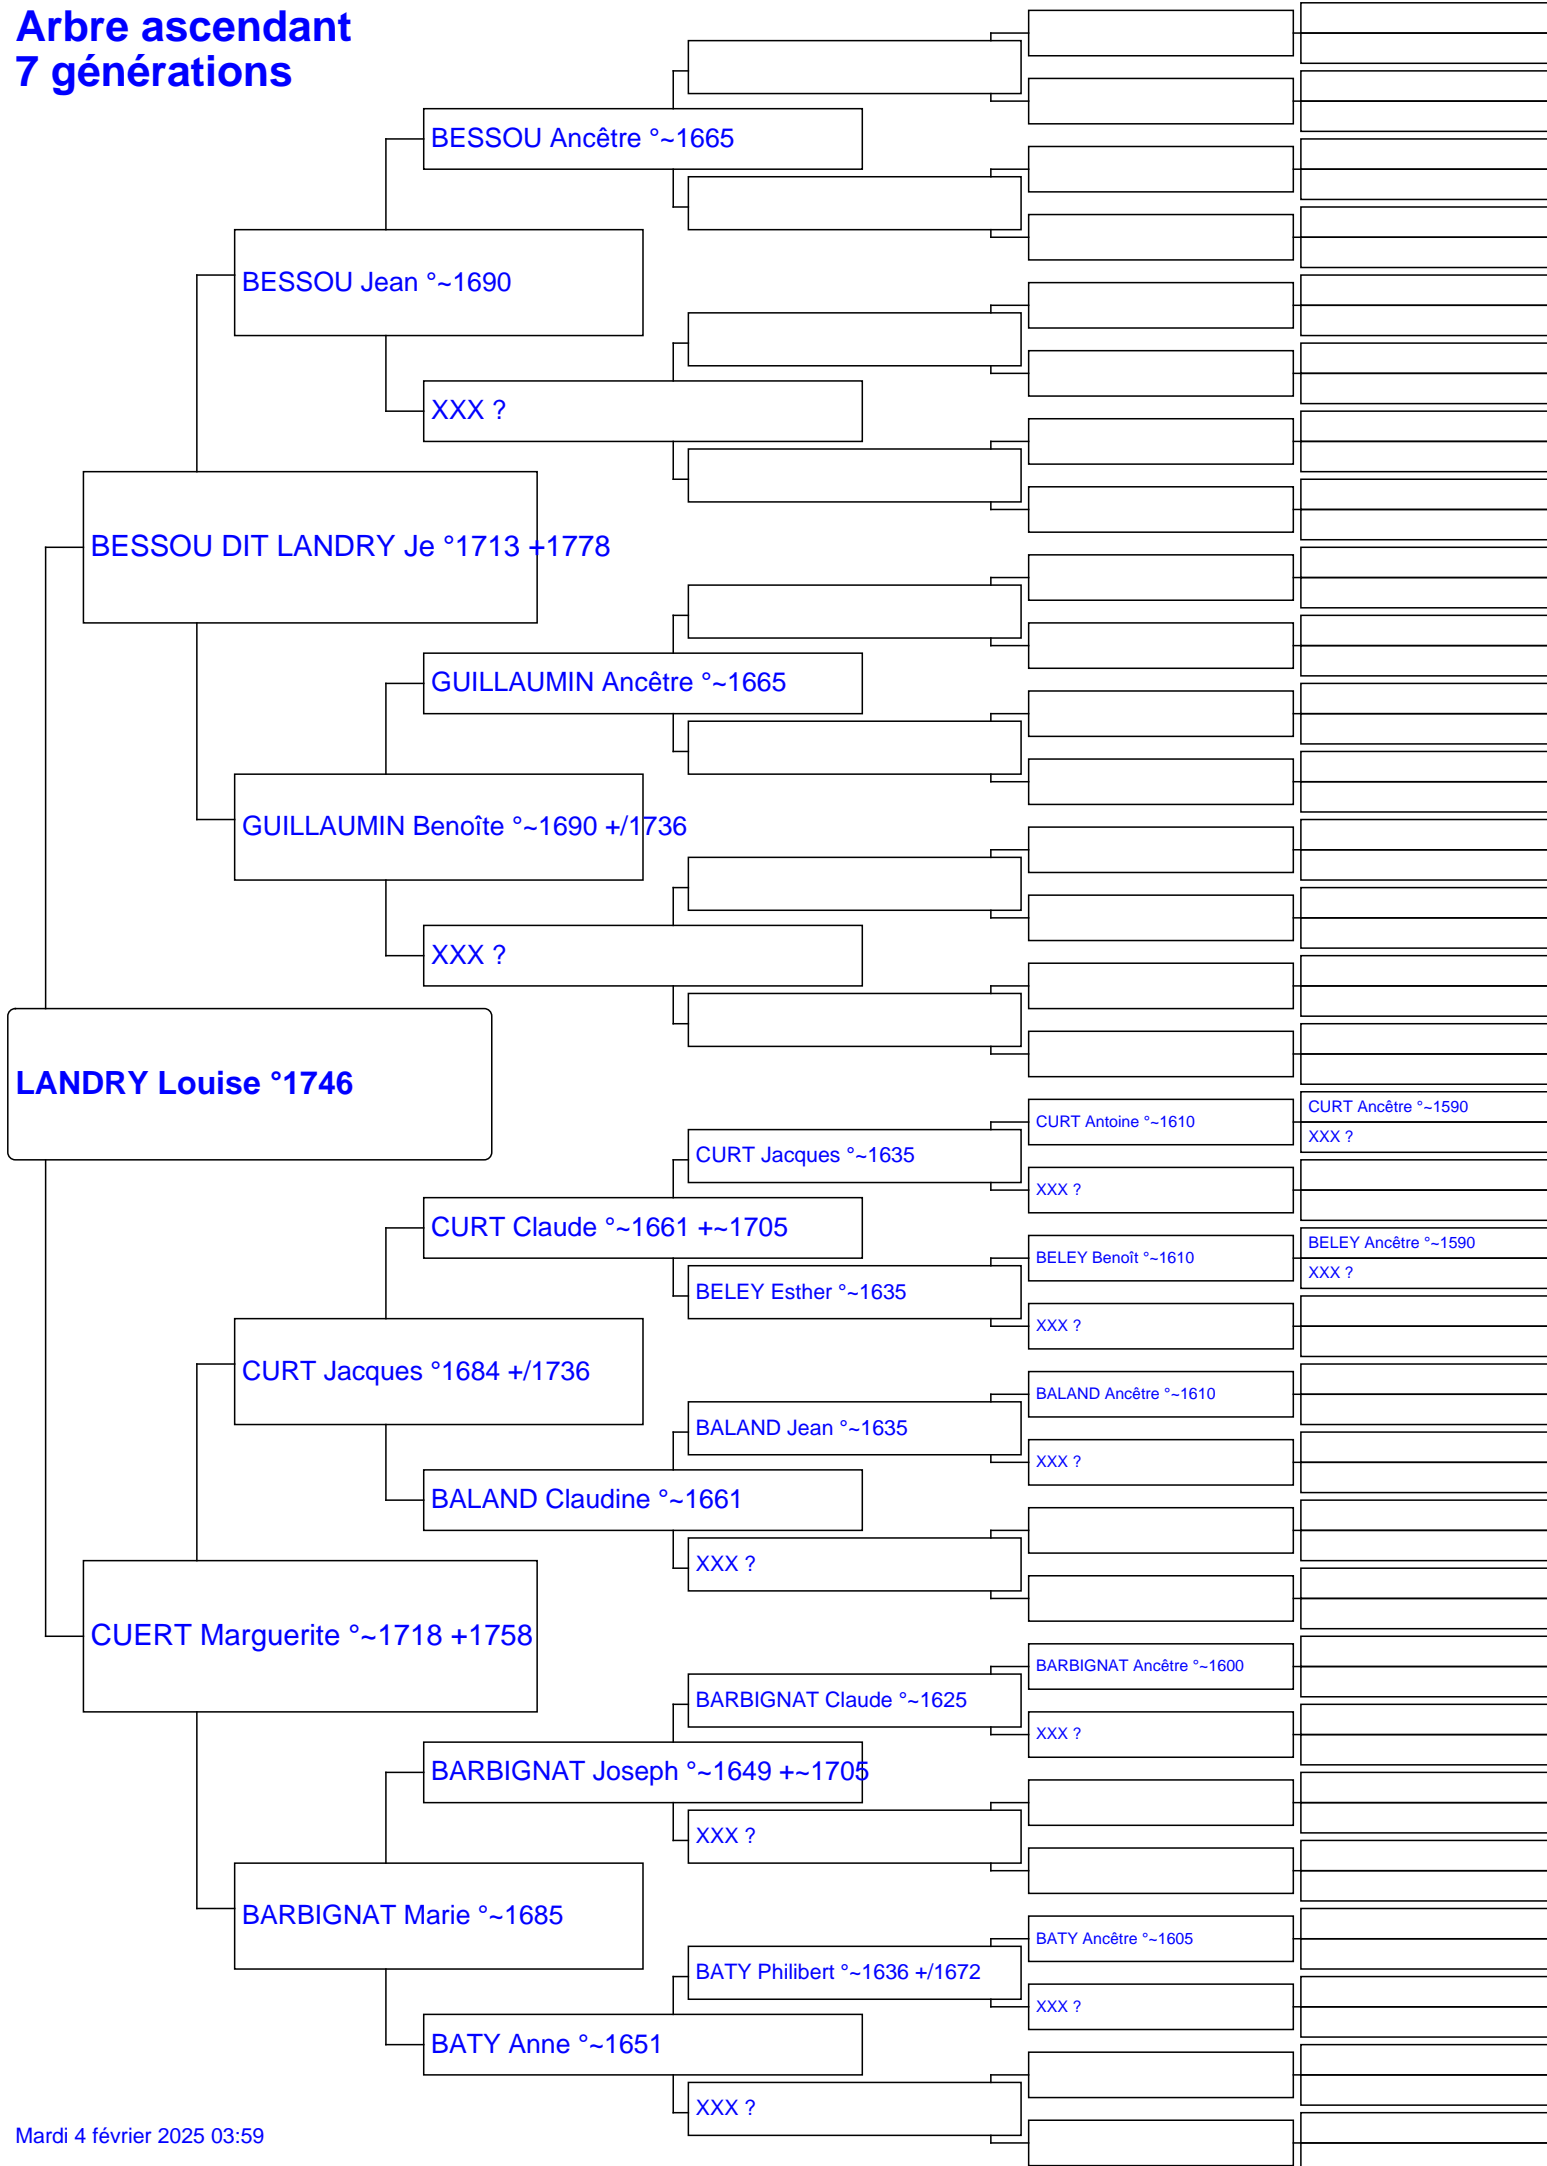 Arbre ascendant
7 générations
BESSOU Ancêtre °~1665
BESSOU Jean °~1690
XXX ?
BESSOU DIT LANDRY Je °1713 +1778
GUILLAUMIN Ancêtre °~1665
GUILLAUMIN Benoîte °~1690 +/1736
XXX ?
LANDRY Louise °1746
CURT Ancêtre °~1590
CURT Antoine °~1610
XXX ?
CURT Jacques °~1635
XXX ?
CURT Claude °~1661 +~1705
BELEY Ancêtre °~1590
BELEY Benoît °~1610
XXX ?
BELEY Esther °~1635
XXX ?
CURT Jacques °1684 +/1736
BALAND Ancêtre °~1610
BALAND Jean °~1635
XXX ?
BALAND Claudine °~1661
XXX ?
CUERT Marguerite °~1718 +1758
BARBIGNAT Ancêtre °~1600
BARBIGNAT Claude °~1625
XXX ?
BARBIGNAT Joseph °~1649 +~1705
XXX ?
BARBIGNAT Marie °~1685
BATY Ancêtre °~1605
BATY Philibert °~1636 +/1672
XXX ?
BATY Anne °~1651
XXX ?
Mardi 4 février 2025 03:59